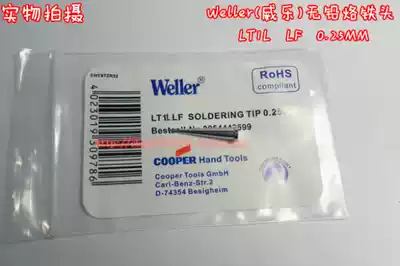 实物拍摄
Weller(威乐)无铅烙铁头
LT1L LF 0.25MM
Weller
RoHS
compliant
LT1LLF SOLDERING TIP 0.25
COOPER Hand Tools
Cooper Tools GmbH
Carl-Benz-Str.2
D-74354 Besigheim